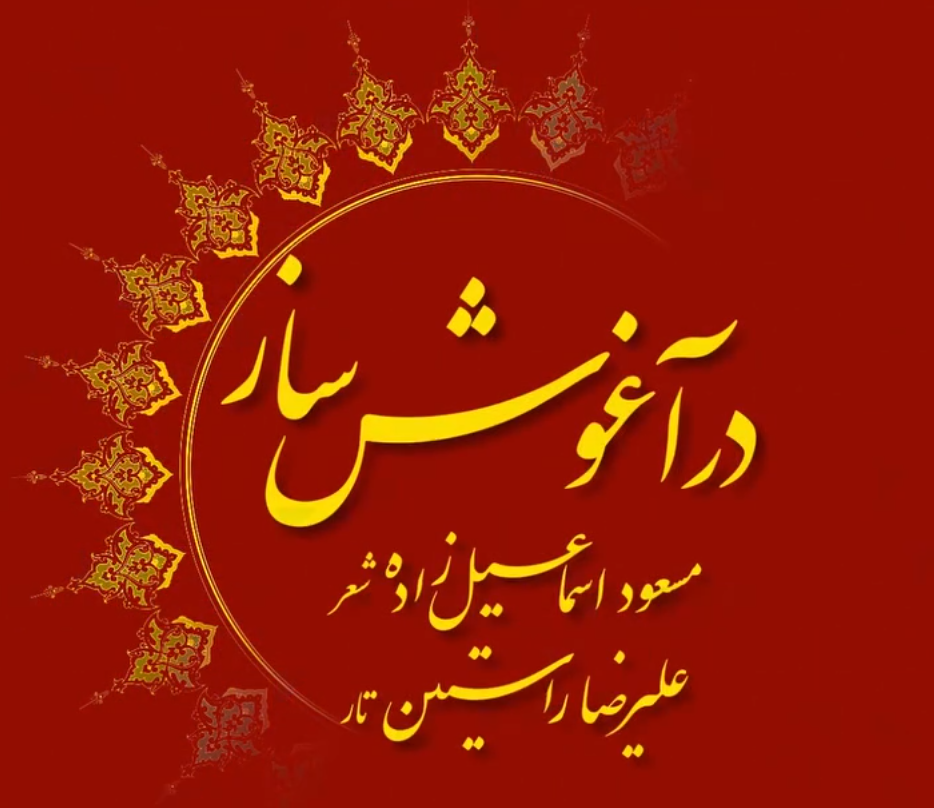 در آغوش ساز
مسعود اسماعیل زاده شعر
علیرضا راستین تار